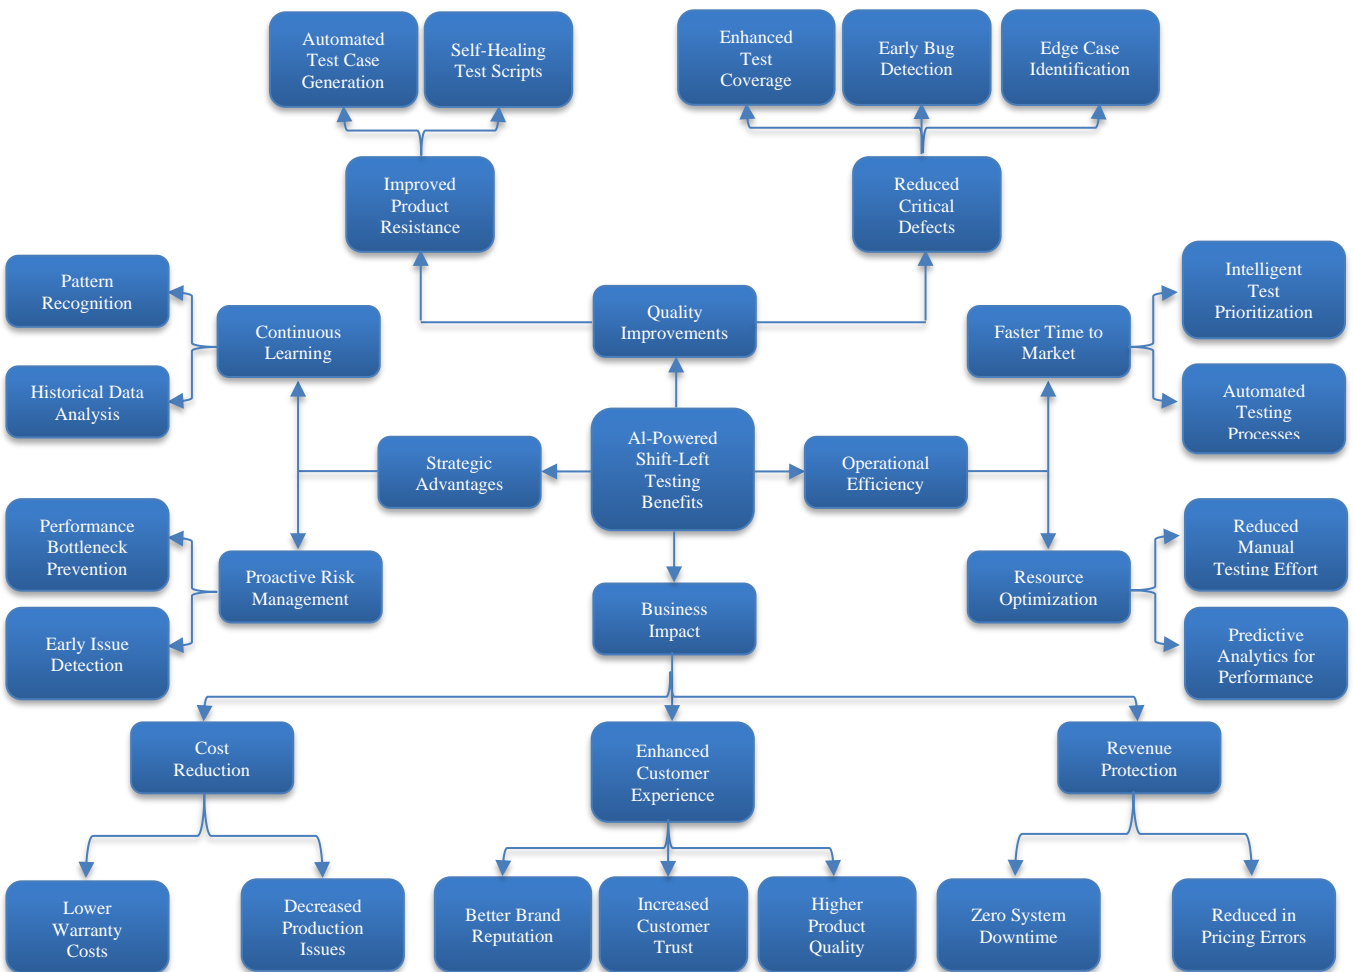 Automated
Test Case
Generation
Self-Healing
Test Scripts
Enhanced
Test
Coverage
Early Bug
Detection
Edge Case
Identification
Improved
Product
Resistance
Reduced
Critical
Defects
Pattern
Recognition
Continuous
Learning
Historical Data
Analysis
Quality
Improvements
Faster Time to
Market
Intelligent
Test
Prioritization
Automated
Testing
Processes
Strategic
Advantages
Al-Powered
Shift-Left
Testing
Benefits
Operational
Efficiency
Performance
Bottleneck
Prevention
Proactive Risk
Management
Early Issue
Detection
Business
Impact
Resource
Optimization
Reduced
Manual
Testing Effort
Predictive
Analytics for
Performance
Cost
Reduction
Enhanced
Customer
Experience
Revenue
Protection
Lower
Warranty
Costs
Decreased
Production
Issues
Better Brand
Reputation
Increased
Customer
Trust
Higher
Product
Quality
Zero System
Downtime
Reduced in
Pricing Errors